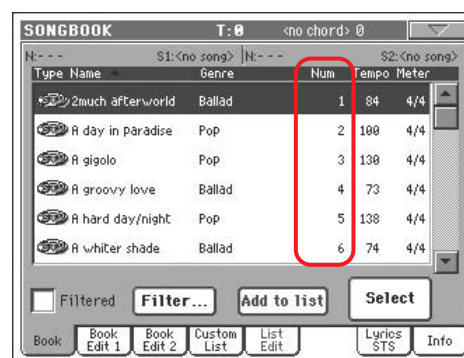 SONGBOOK T:0 <no chord> 0
N:--- S1:<no song> N:--- S2:<no song>
Type Name Genre Num Tempo Meter
2much afterworld Ballad 1 84 4/4
A day in paradise Pop 2 100 4/4
A gigolo Pop 3 130 4/4
A groovy love Ballad 4 73 4/4
A hard day/night Pop 5 138 4/4
A whiter shade Ballad 6 74 4/4
Filtered Filter... Add to list Select
Book Book Edit 1 Book Edit 2 Custom List List Edit Lyrics STS Info